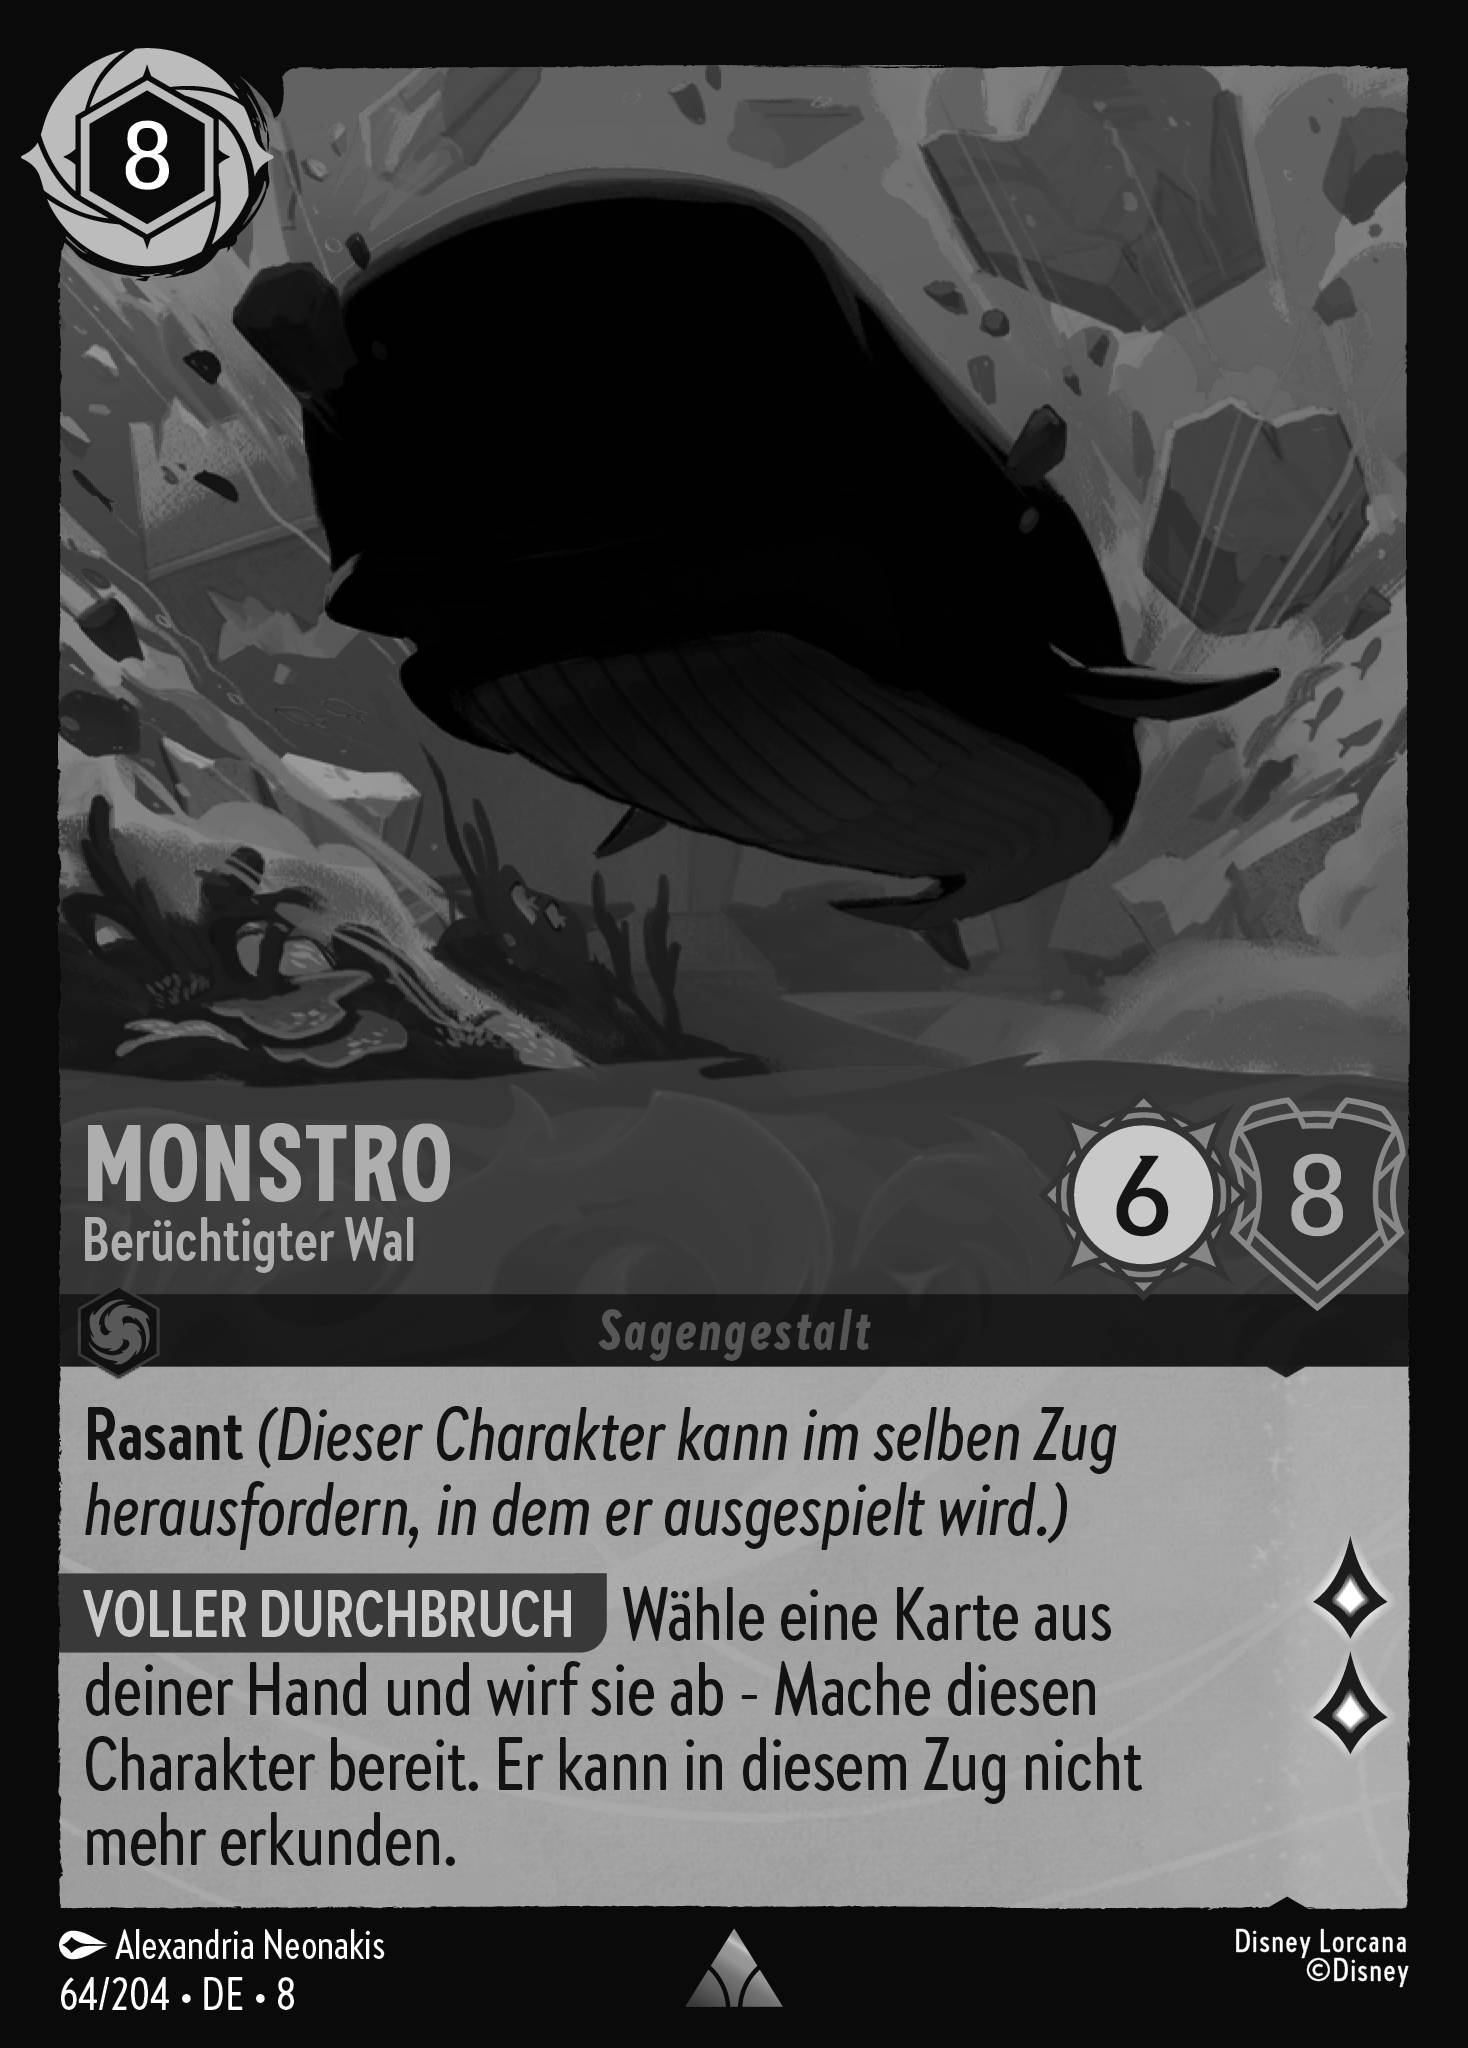 8
MONSTRO
Berüchtigter Wal
6
8
Sagengestalt
Rasant (Dieser Charakter kann im selben Zug
herausfordern, in dem er ausgespielt wird.)
VOLLER DURCHBRUCH Wähle eine Karte aus
deiner Hand und wirf sie ab - Mache diesen
Charakter bereit. Er kann in diesem Zug nicht
mehr erkunden.
Alexandria Neonakis
64/204 • DE • 8
Disney Lorcana
©Disney